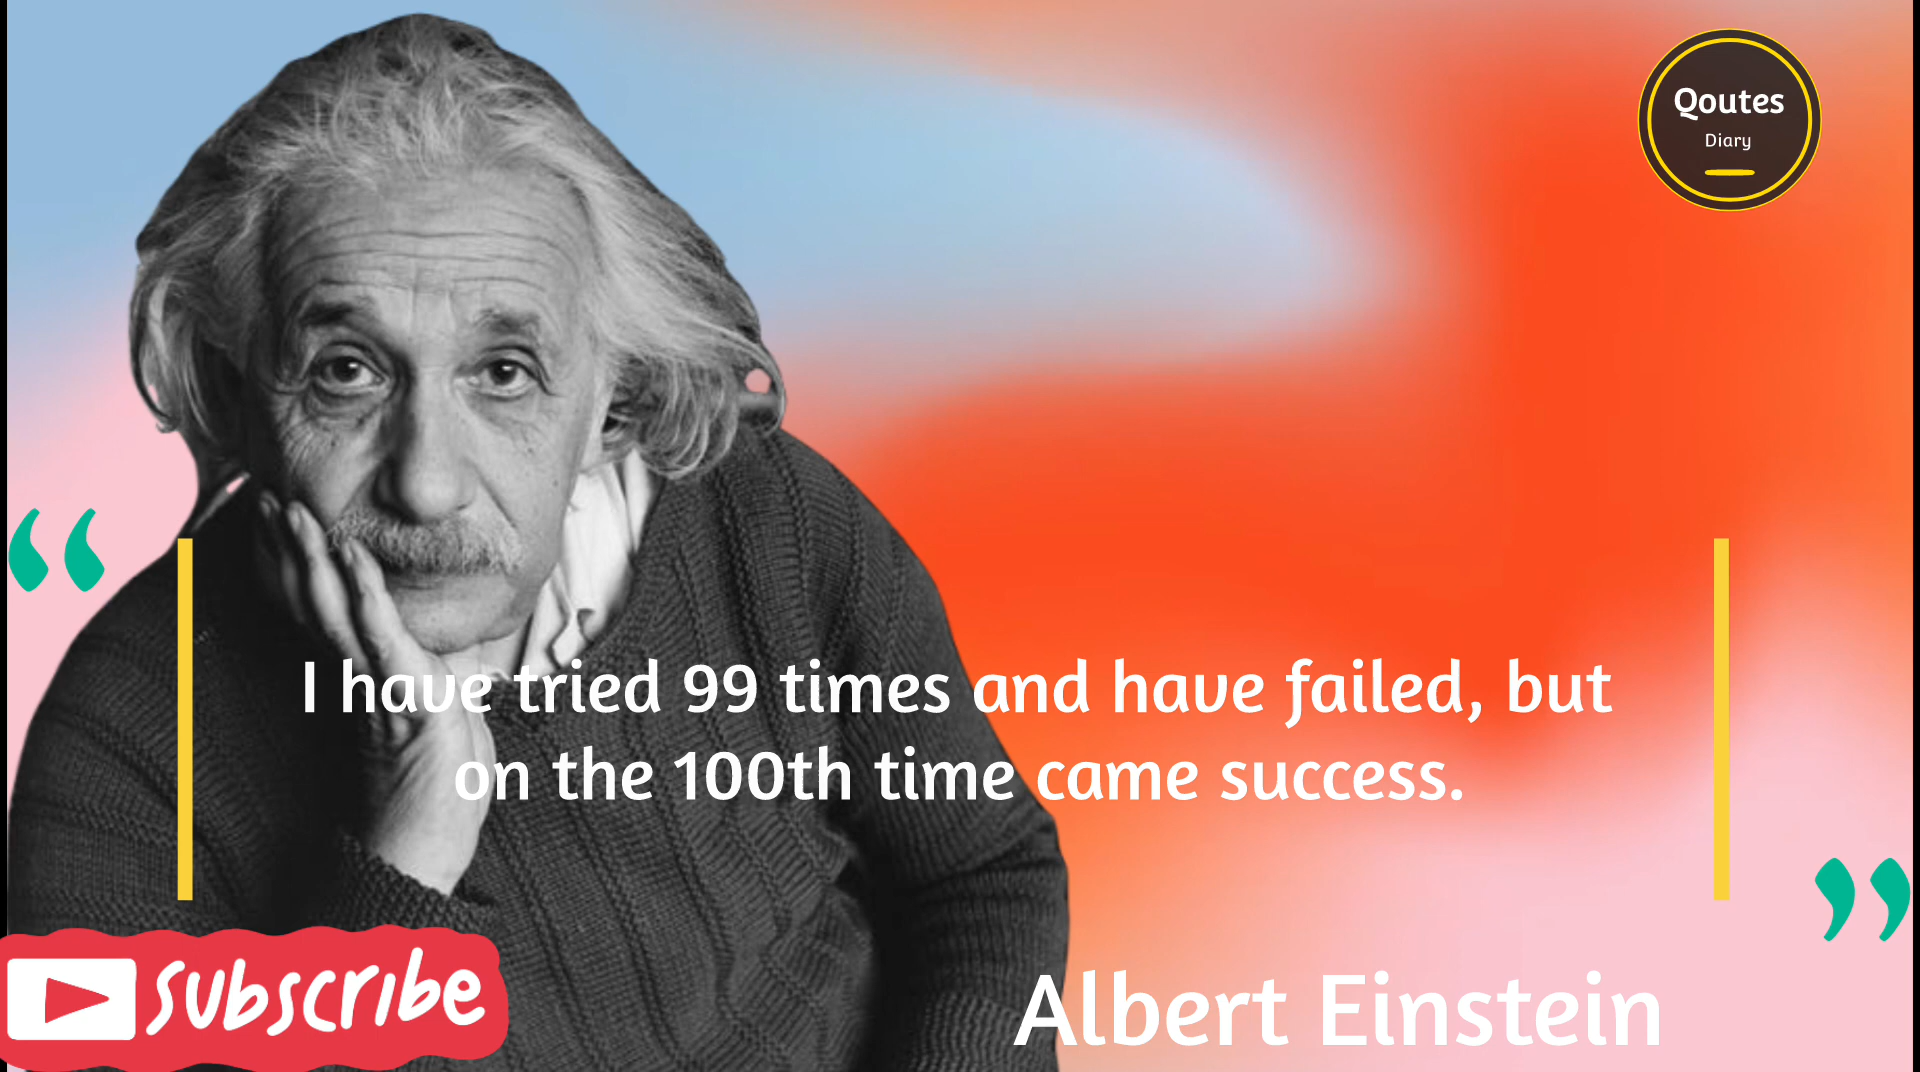 Qoutes
Diary
“
I have tried 99 times and have failed, but
on the 100th time came success.
”
Albert Einstein
Subscribe